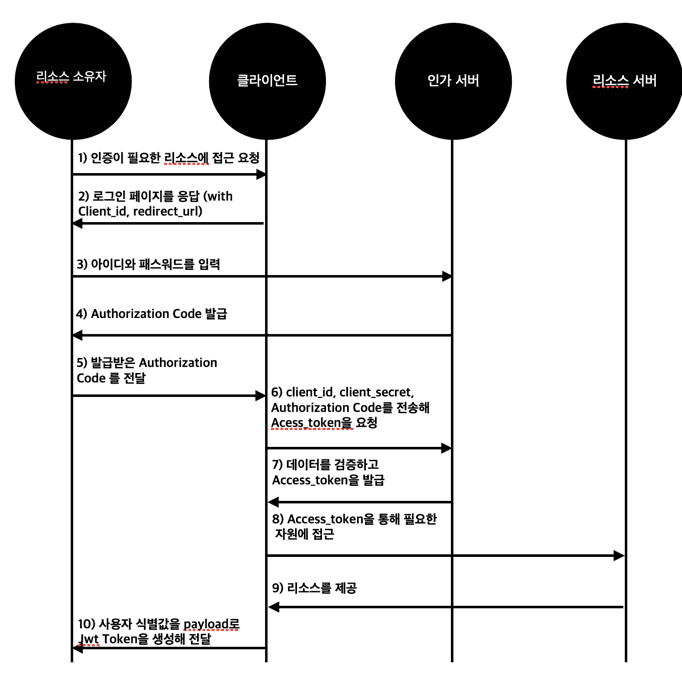 리소스 소유자
클라이언트
인가 서버
리소스 서버
1) 인증이 필요한 리소스에 접근 요청
2) 로그인 페이지를 응답 (with
Client_id, redirect_url)
3) 아이디와 패스워드를 입력
4) Authorization Code 발급
5) 발급받은 Authorization
Code 를 전달
6) client_id, client_secret,
Authorization Code를 전송해
Acess_token을 요청
7) 데이터를 검증하고
Access_token을 발급
8) Access_token을 통해 필요한
자원에 접근
9) 리소스를 제공
10) 사용자 식별값을 payload로
Jwt Token을 생성해 전달